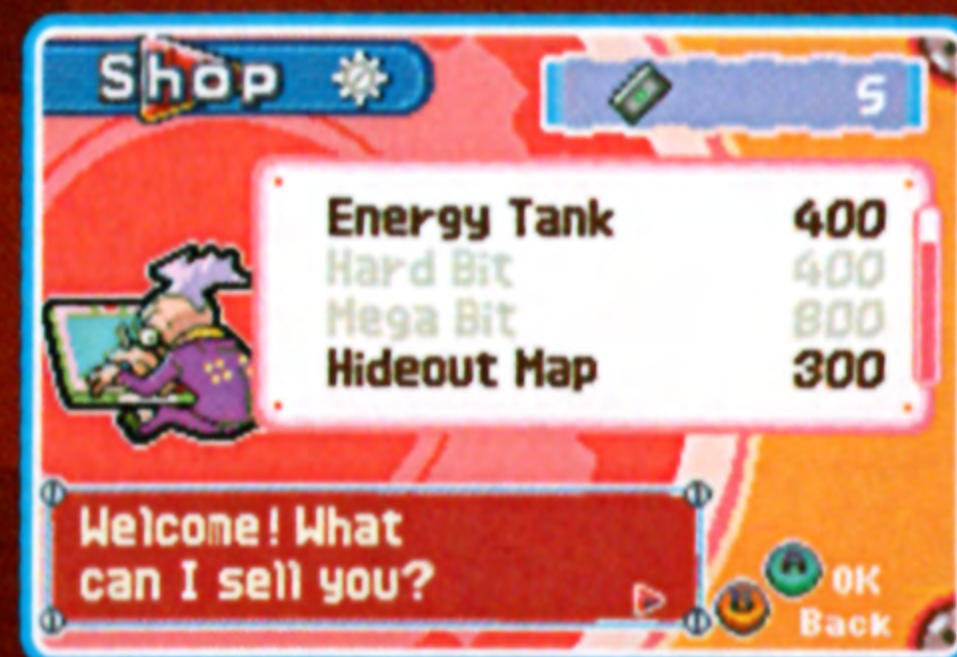 Shop
5
Energy Tank 400
Hard Bit 400
Mega Bit 800
Hideout Map 300
Welcome! What
can I sell you?
A OK
B Back